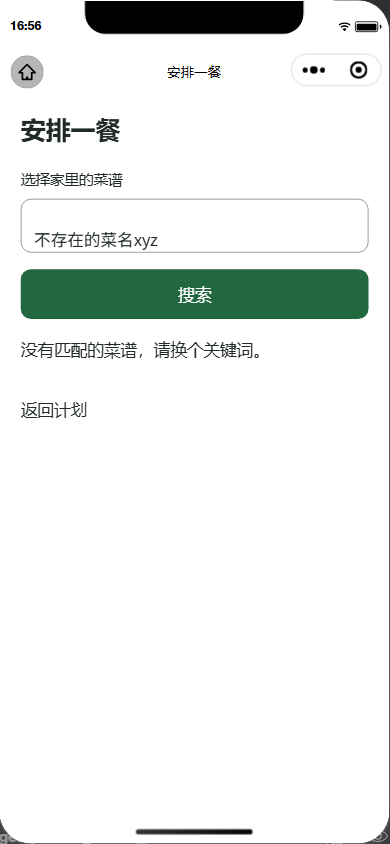 16:56
安排一餐
安排一餐
选择家里的菜谱
不存在的菜名xyz
搜索
没有匹配的菜谱，请换个关键词。
返回计划